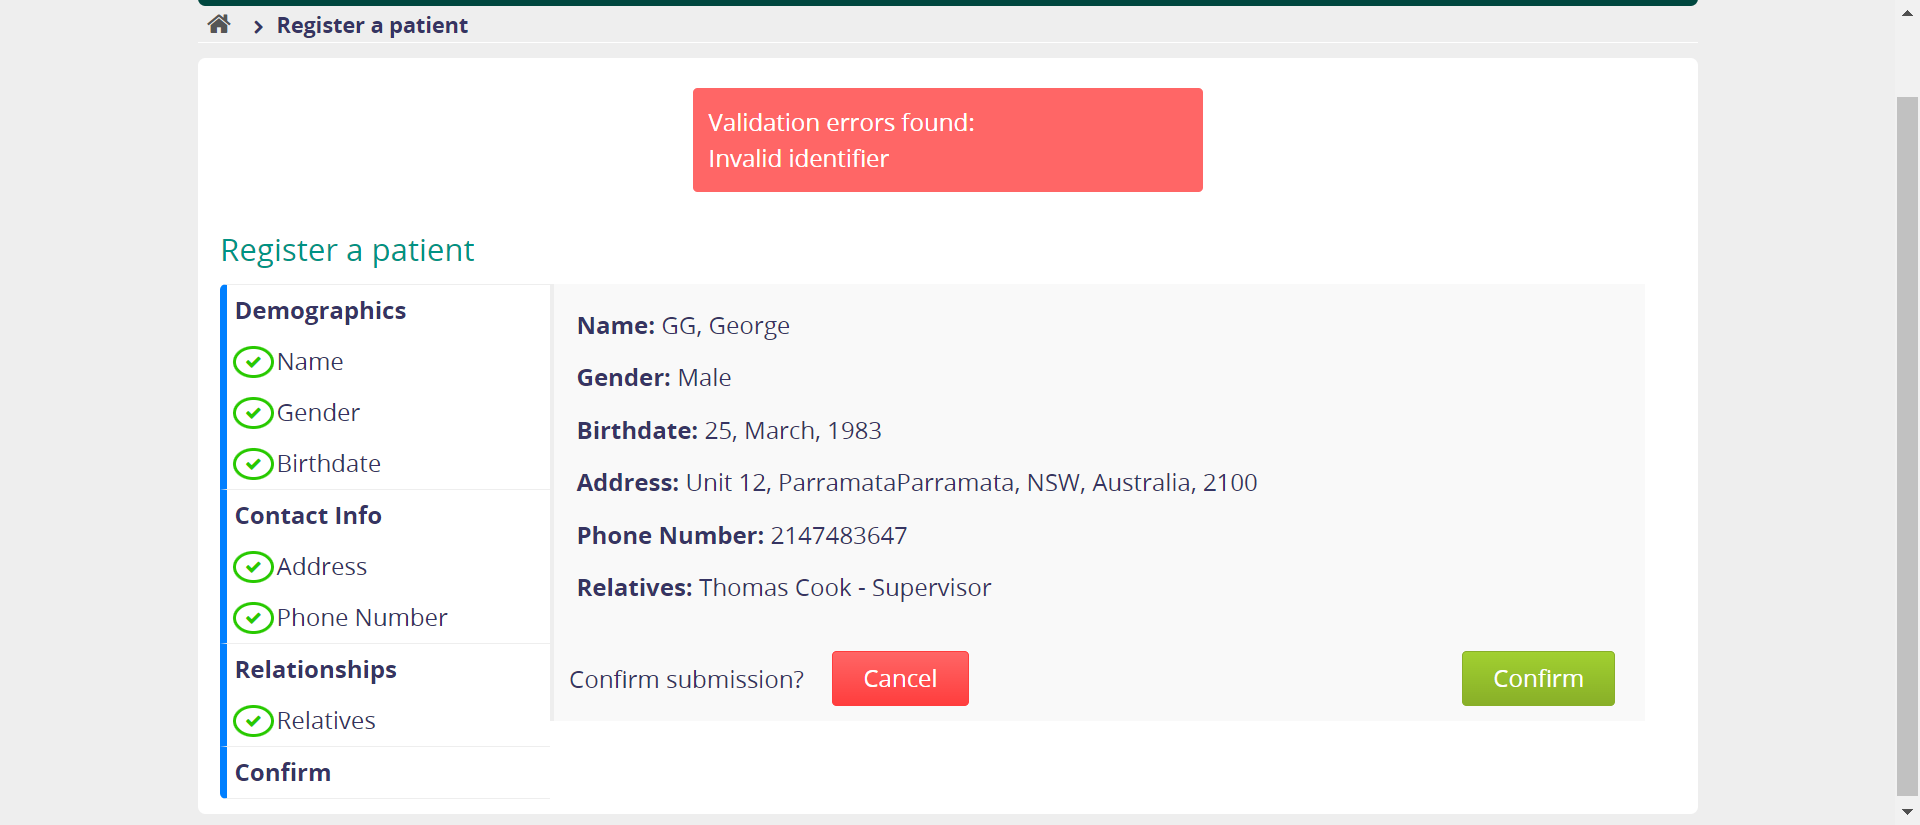 Register a patient
Validation errors found:
Invalid identifier
Register a patient
Demographics
Name
Gender
Birthdate
Contact Info
Address
Phone Number
Relationships
Relatives
Confirm
Name: GG, George
Gender: Male
Birthdate: 25, March, 1983
Address: Unit 12, ParramataParramata, NSW, Australia, 2100
Phone Number: 2147483647
Relatives: Thomas Cook - Supervisor
Confirm submission?
Cancel
Confirm